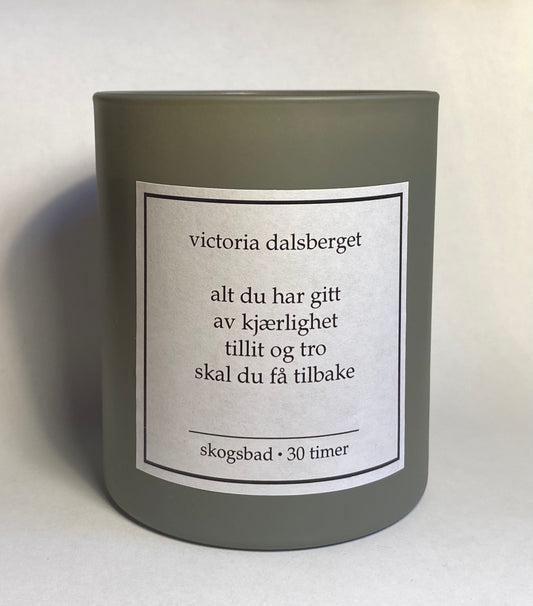 victoria dalsberget
alt du har gitt
av kjærlighet
tillit og tro
skal du få tilbake
skogsbad • 30 timer